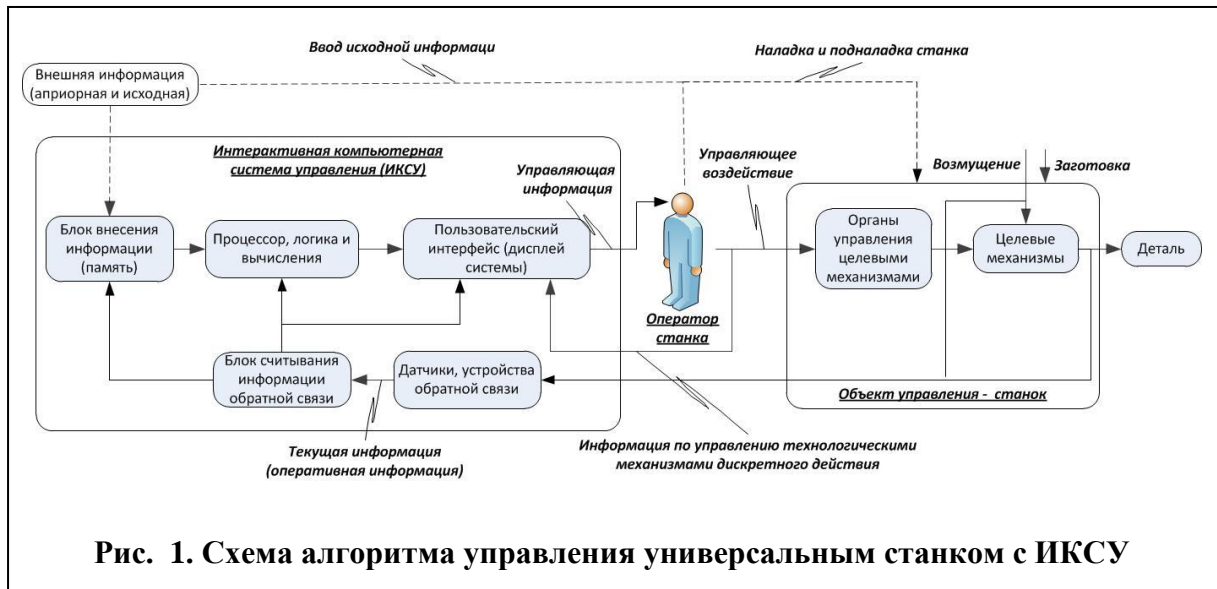 Ввод исходной информаци
Наладка и подналадка станка
Внешняя информация
(априорная и исходная)
Интерактивная компьютерная
система управления (ИКСУ)
Управляющая
информация
Управляющее
воздействие
Возмущение
Заготовка
Блок внесения
информации
(память)
Процессор, логика и
вычисления
Пользовательский
интерфейс (дисплей
системы)
Органы
управления
целевыми
механизмами
Целевые
механизмы
Деталь
Оператор
станка
Блок считывания
информации
обратной связи
Датчики, устройства
обратной связи
Объект управления - станок
Текущая информация
(оперативная информация)
Информация по управлению технологическими
механизмами дискретного действия
Рис. 1. Схема алгоритма управления универсальным станком с ИКСУ